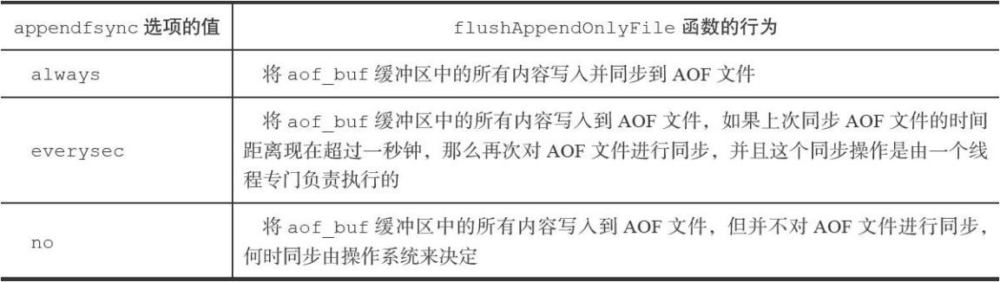 appendfsync 选项的值
flushAppendOnlyFile 函数的行为
always
将 aof_buf 缓冲区中的所有内容写入并同步到 AOF 文件
everysec
将 aof_buf 缓冲区中的所有内容写入到 AOF 文件，如果上次同步 AOF 文件的时间
距离现在超过一秒钟，那么再次对 AOF 文件进行同步，并且这个同步操作是由一个线
程专门负责执行的
no
将 aof_buf 缓冲区中的所有内容写入到 AOF 文件，但并不对 AOF 文件进行同步，
何时同步由操作系统来决定